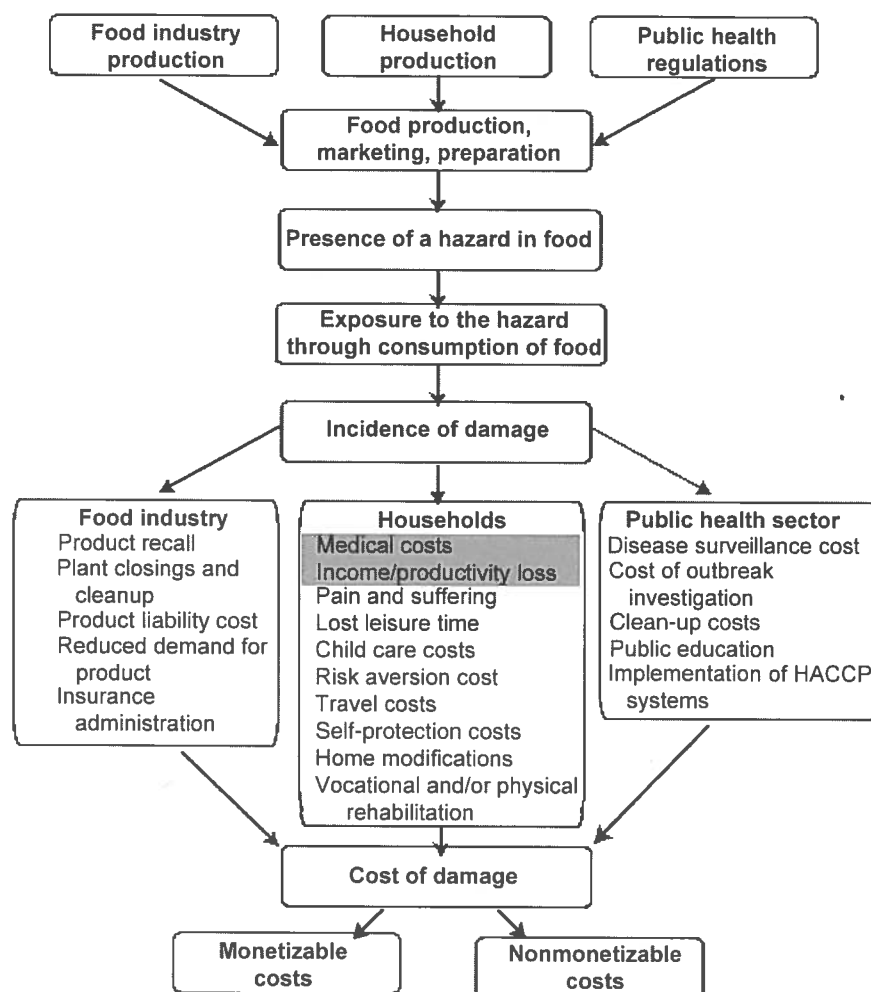 Food industry
production
Household
production
Public health
regulations
Food production,
marketing, preparation
Presence of a hazard in food
Exposure to the hazard
through consumption of food
Incidence of damage
Food industry
Product recall
Plant closings and
cleanup
Product liability cost
Reduced demand for
product
Insurance
administration
Households
Medical costs
Income/productivity loss
Pain and suffering
Lost leisure time
Child care costs
Risk aversion cost
Travel costs
Self-protection costs
Home modifications
Vocational and/or physical
rehabilitation
Public health sector
Disease surveillance cost
Cost of outbreak
investigation
Clean-up costs
Public education
Implementation of HACCP
systems
Cost of damage
Monetizable
costs
Nonmonetizable
costs